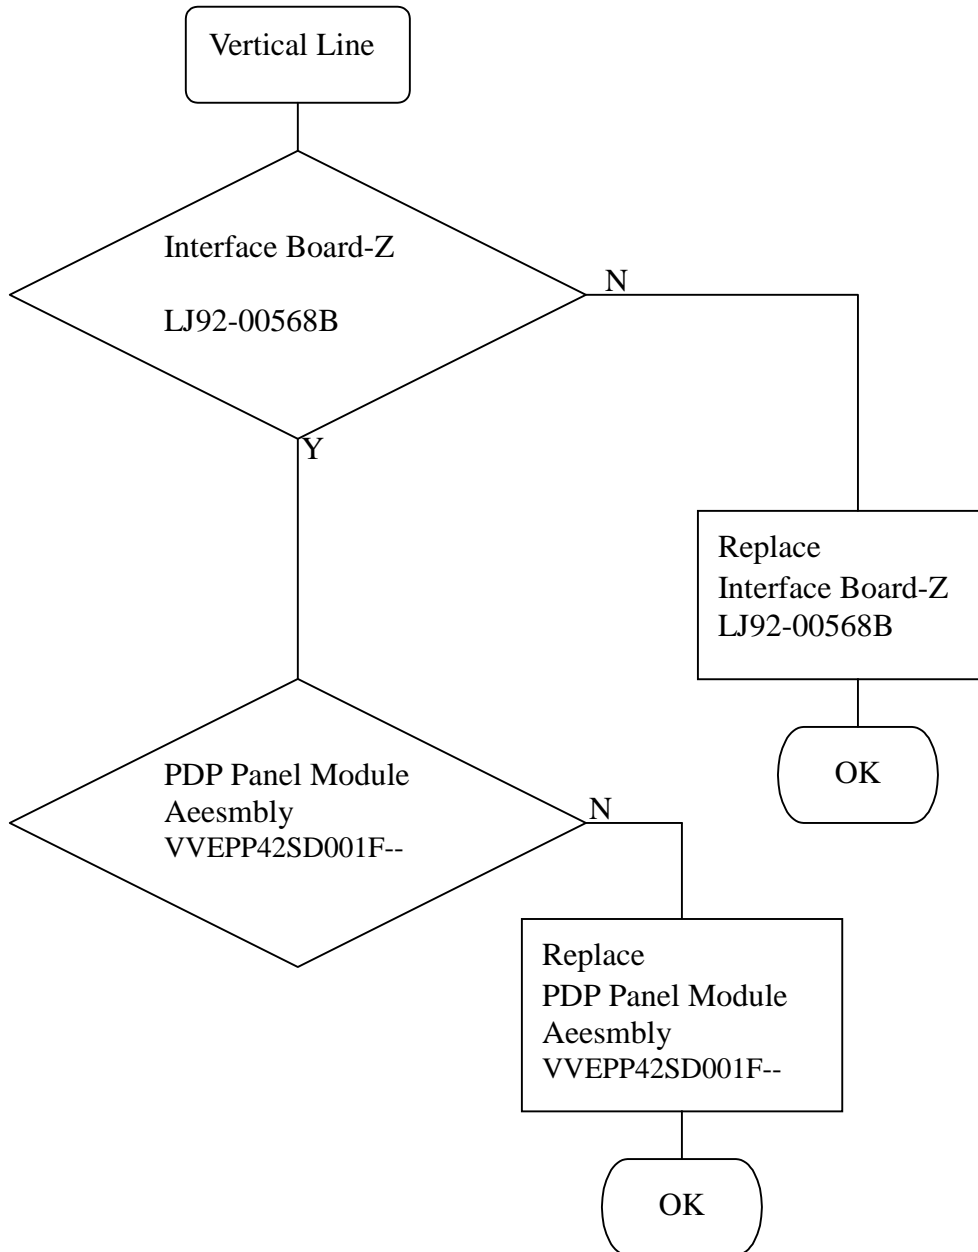 Vertical Line
Interface Board-Z
N
LJ92-00568B
Y
Replace
Interface Board-Z
LJ92-00568B
OK
PDP Panel Module
Aeesmbly
N
VVEPP42SD001F--
Replace
PDP Panel Module
Aeesmbly
VVEPP42SD001F--
OK